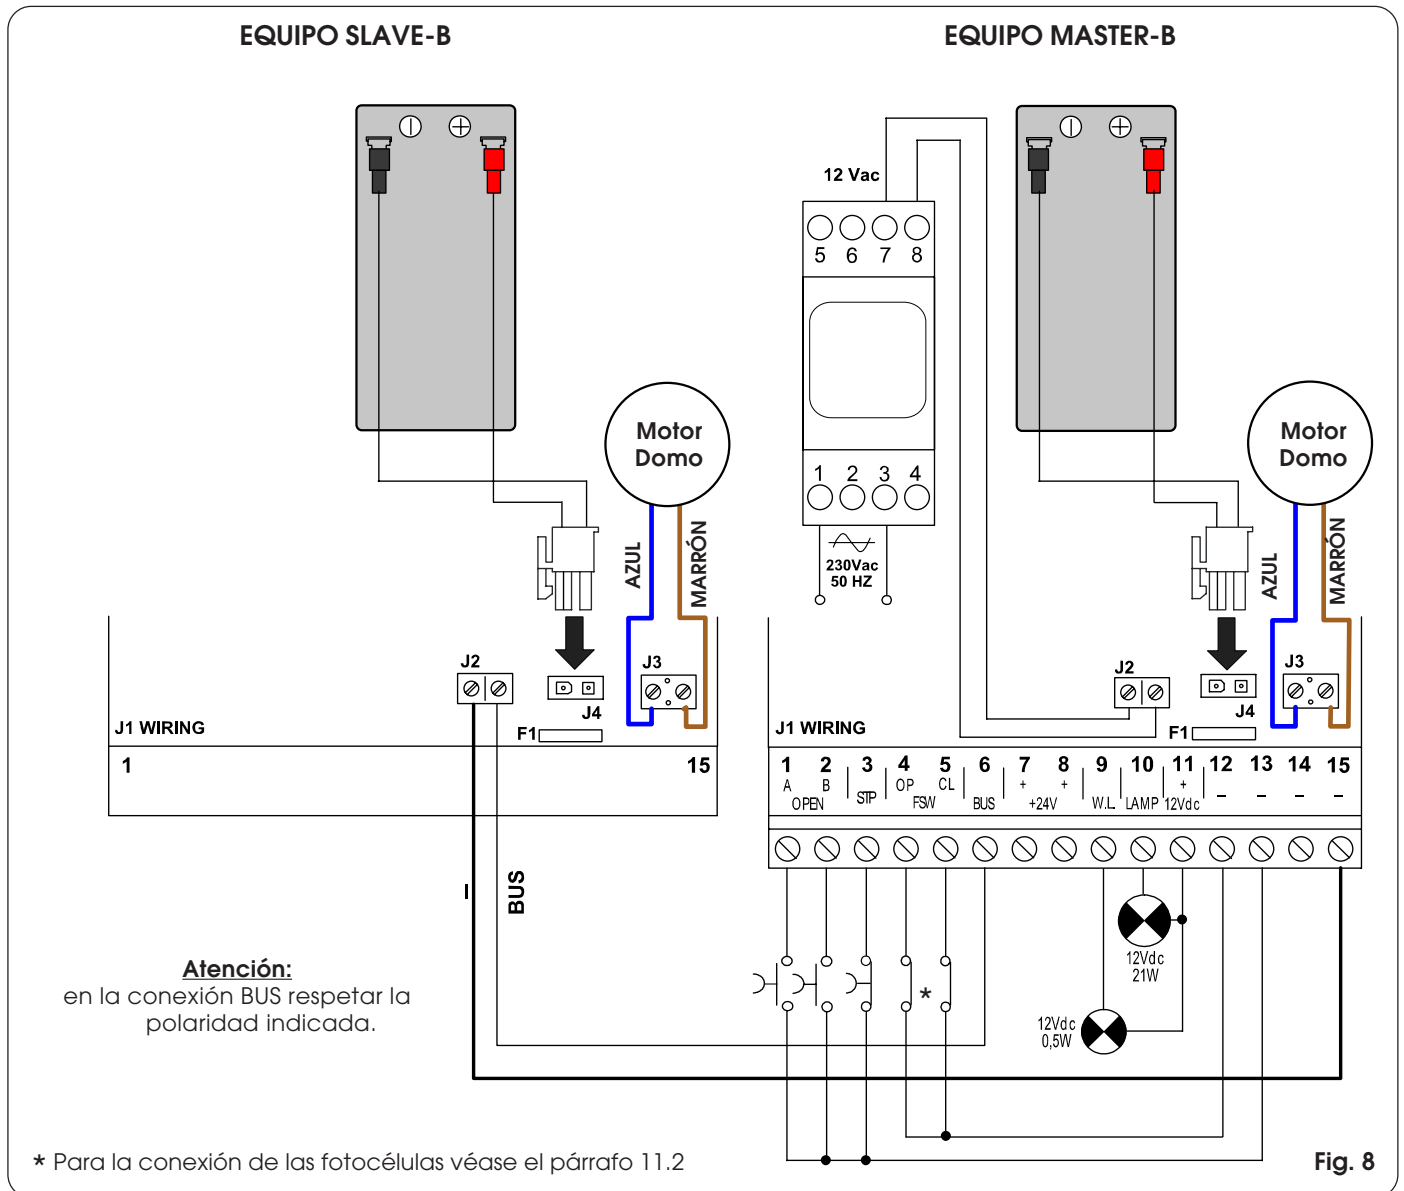 EQUIPO SLAVE-B
EQUIPO MASTER-B
12 Vac
5 6 7 8
Motor
Domo
Motor
Domo
1 2 3 4
230Vac
50 HZ
AZUL
MARRÓN
AZUL
MARRÓN
J2
J3
J4
F1
J1 WIRING
1
15
J2
J3
J4
F1
J1 WIRING
1 2 3 4 5 6 7 8 9 10 11 12 13 14 15
A B OP CL + + + – – – –
OPEN STP FSW BUS +24V W.L. LAMP 12Vdc
–
BUS
12Vdc
21W
*
12Vdc
0,5W
Atención:
en la conexión BUS respetar la
polaridad indicada.
* Para la conexión de las fotocélulas véase el párrafo 11.2
Fig. 8